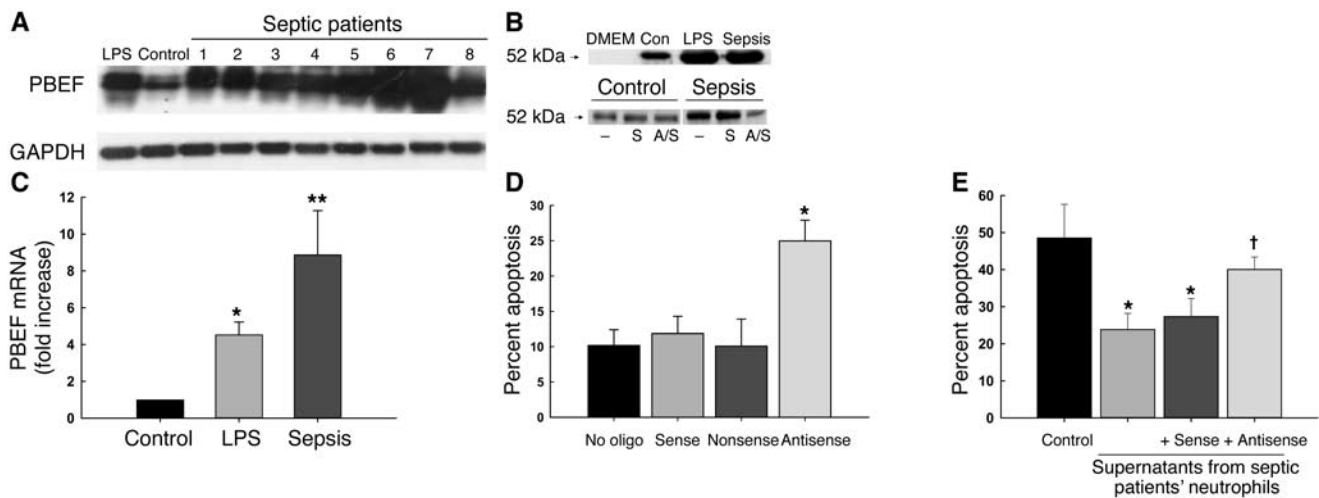 A
Septic patients
LPS Control 1 2 3 4 5 6 7 8
PBEF
GAPDH
B
DMEM Con LPS Sepsis
52 kDa →
Control Sepsis
52 kDa →
– S A/S – S A/S
C
PBEF mRNA
(fold increase)
12
10
8
6
4
2
0
*
**
Control LPS Sepsis
D
Percent apoptosis
30
25
20
15
10
5
0
*
No oligo Sense Nonsense Antisense
E
Percent apoptosis
60
50
40
30
20
10
0
*
*
†
Control + Sense + Antisense
Supernatants from septic
patients’ neutrophils